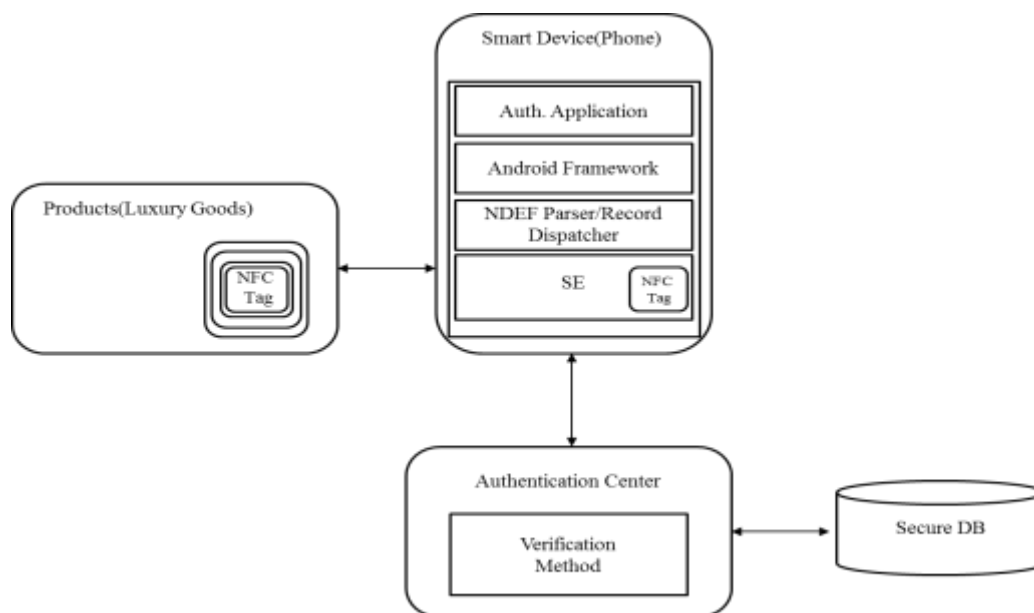 Smart Device(Phone)
Auth. Application
Android Framework
NDEF Parser/Record
Dispatcher
SE
NFC
Tag
Products(Luxury Goods)
NFC
Tag
Authentication Center
Verification
Method
Secure DB